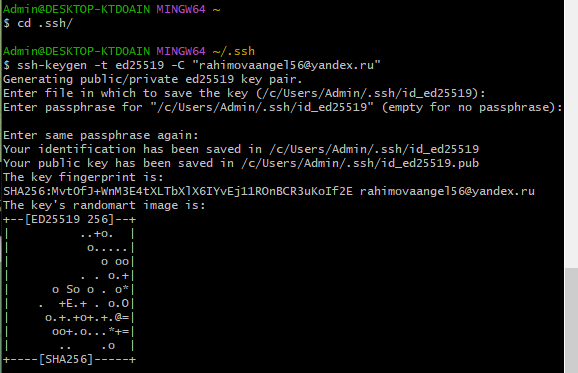 Admin@DESKTOP-KTDOAIN MINGW64 ~
$ cd .ssh/

Admin@DESKTOP-KTDOAIN MINGW64 ~/.ssh
$ ssh-keygen -t ed25519 -C "rahimovaangel56@yandex.ru"
Generating public/private ed25519 key pair.
Enter file in which to save the key (/c/Users/Admin/.ssh/id_ed25519):
Enter passphrase for "/c/Users/Admin/.ssh/id_ed25519" (empty for no passphrase):

Enter same passphrase again:
Your identification has been saved in /c/Users/Admin/.ssh/id_ed25519
Your public key has been saved in /c/Users/Admin/.ssh/id_ed25519.pub
The key fingerprint is:
SHA256:MvtOfJ+WnM3E4tXLTbXlX6IYvEj11ROnBCR3uKoIf2E rahimovaangel56@yandex.ru
The key's randomart image is:
+--[ED25519 256]--+
|          ..+o.  |
|           o.....|
|             o oo|
|          . . o.+|
|      o So o . o*|
|    .  +E.+ . o.O|
|     o.+.+o+.+.@=|
|      oo+.o...*+=|
|       ..    .o  |
+----[SHA256]-----+